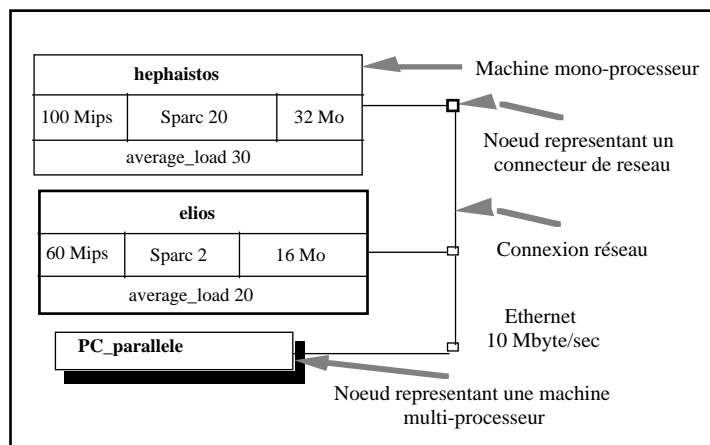 hephaistos
100 Mips
Sparc 20
32 Mo
average_load 30
Machine mono-processeur
Noeud representant un
connecteur de reseau
elios
60 Mips
Sparc 2
16 Mo
average_load 20
Connexion réseau
Ethernet
10 Mbyte/sec
PC_parallele
Noeud representant une machine
multi-processeur